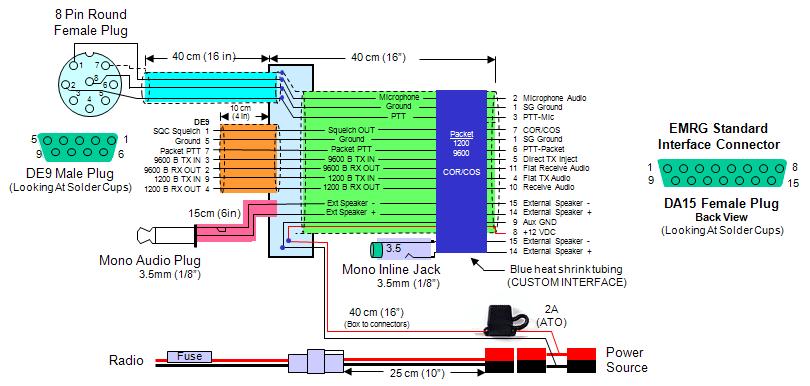 8 Pin Round
Female Plug
40 cm (16 in)
40 cm (16")
7
1
8
6
2
3
5
4
10 cm
(4 in)
DE9
SQC Squelch 1
Ground 5
Packet PTT 7
9600 B TX IN 3
9600 B RX OUT 2
1200 B TX IN 9
1200 B RX OUT 4
Microphone
Ground
PTT
Squelch OUT
Ground
Packet PTT
9600 B TX IN
9600 B RX OUT
1200 B TX IN
1200 B RX OUT
Ext Speaker -
Ext Speaker +
Packet
1200
9600
COR/COS
2 Microphone Audio
1 SG Ground
3 PTT-Mic
7 COR/COS
1 SG Ground
6 PTT-Packet
5 Direct TX Inject
11 Flat Receive Audio
4 Flat TX Audio
10 Receive Audio
15 External Speaker -
14 External Speaker +
9 Aux GND
8 +12 VDC
15 External Speaker -
14 External Speaker +
5
1
9
6
DE9 Male Plug
(Looking At Solder Cups)
15cm (6in)
Mono Audio Plug
3.5mm (1/8")
3.5
Mono Inline Jack
3.5mm (1/8")
Blue heat shrink tubing
(CUSTOM INTERFACE)
EMRG Standard
Interface Connector
1
8
9
15
DA15 Female Plug
Back View
(Looking At Solder Cups)
40 cm (16")
(Box to connectors)
2A
(ATO)
Radio
Fuse
25 cm (10")
Power
Source